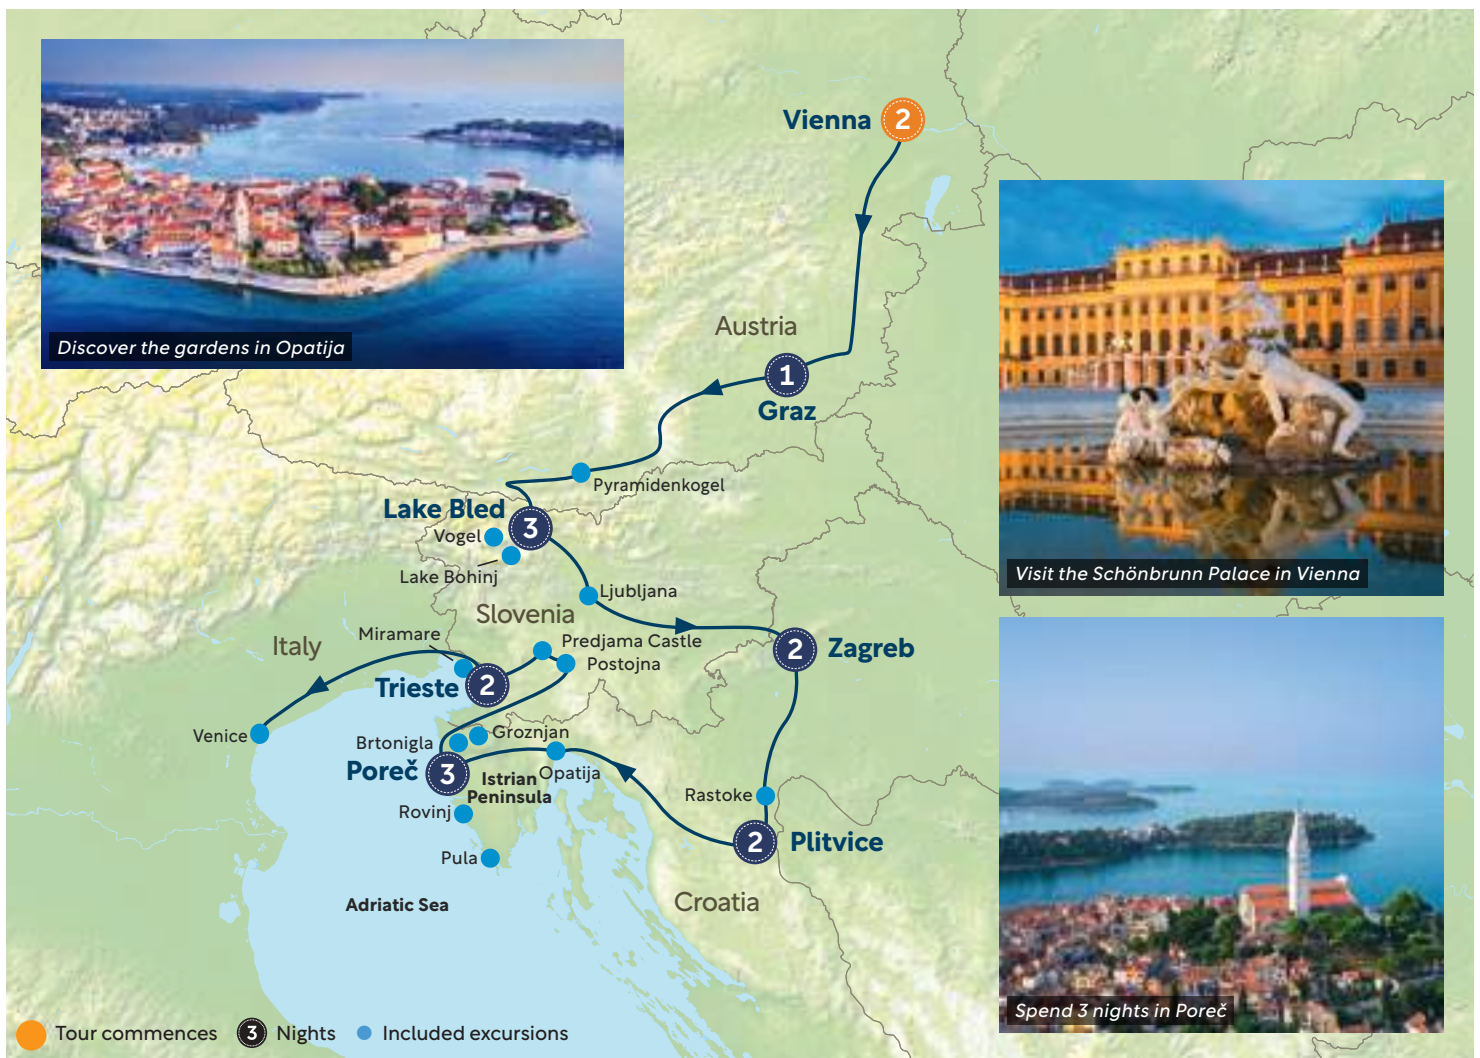 Discover the gardens in Opatija
Vienna 2
Austria
1
Graz
Pyramidenkogel
Visit the Schönbrunn Palace in Vienna
Lake Bled
3
Vogel
Lake Bohinj
Ljubljana
Slovenia
Italy
Miramare
Predjama Castle
Postojna
2 Zagreb
Trieste 2
Venice
Brtonigla
Groznjan
Poreč 3
Istrian
Peninsula
Opatija
Rovinj
Rastoke
2 Plitvice
Pula
Adriatic Sea
Croatia
Spend 3 nights in Poreč
Tour commences 3 Nights Included excursions